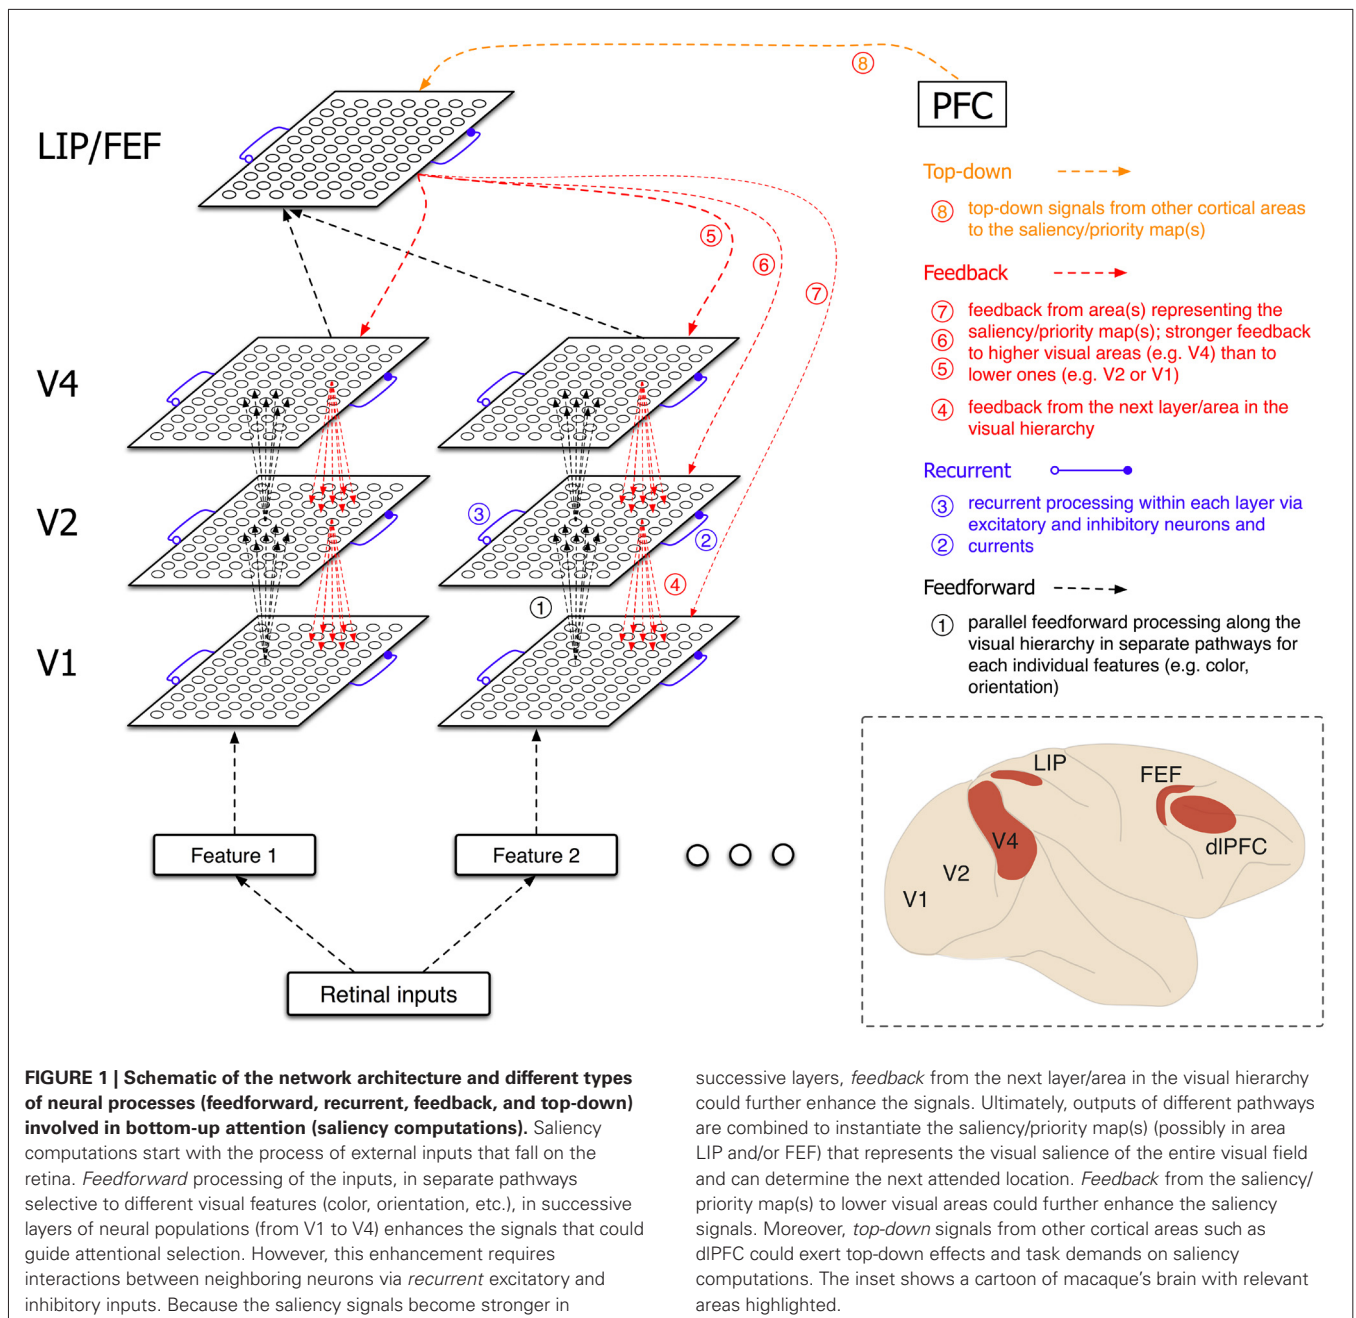 PFC
⑧
LIP/FEF
Top-down
⑧ top-down signals from other cortical areas
to the saliency/priority map(s)
⑤
⑥
⑦
Feedback
⑦ feedback from area(s) representing the
⑥ saliency/priority map(s); stronger feedback
to higher visual areas (e.g. V4) than to
⑤ lower ones (e.g. V2 or V1)
④ feedback from the next layer/area in the
visual hierarchy
V4
Recurrent
③ recurrent processing within each layer via
excitatory and inhibitory neurons and
② currents
V2
③
②
④
①
Feedforward
① parallel feedforward processing along the
visual hierarchy in separate pathways for
each individual features (e.g. color,
orientation)
V1
Feature 1
Feature 2
Retinal inputs
LIP
FEF
V4
dlPFC
V2
V1
FIGURE 1 | Schematic of the network architecture and different types
of neural processes (feedforward, recurrent, feedback, and top-down)
involved in bottom-up attention (saliency computations). Saliency
computations start with the process of external inputs that fall on the
retina. Feedforward processing of the inputs, in separate pathways
selective to different visual features (color, orientation, etc.), in successive
layers of neural populations (from V1 to V4) enhances the signals that could
guide attentional selection. However, this enhancement requires
interactions between neighboring neurons via recurrent excitatory and
inhibitory inputs. Because the saliency signals become stronger in
successive layers, feedback from the next layer/area in the visual hierarchy
could further enhance the signals. Ultimately, outputs of different pathways
are combined to instantiate the saliency/priority map(s) (possibly in area
LIP and/or FEF) that represents the visual salience of the entire visual field
and can determine the next attended location. Feedback from the saliency/
priority map(s) to lower visual areas could further enhance the saliency
signals. Moreover, top-down signals from other cortical areas such as
dlPFC could exert top-down effects and task demands on saliency
computations. The inset shows a cartoon of macaque's brain with relevant
areas highlighted.